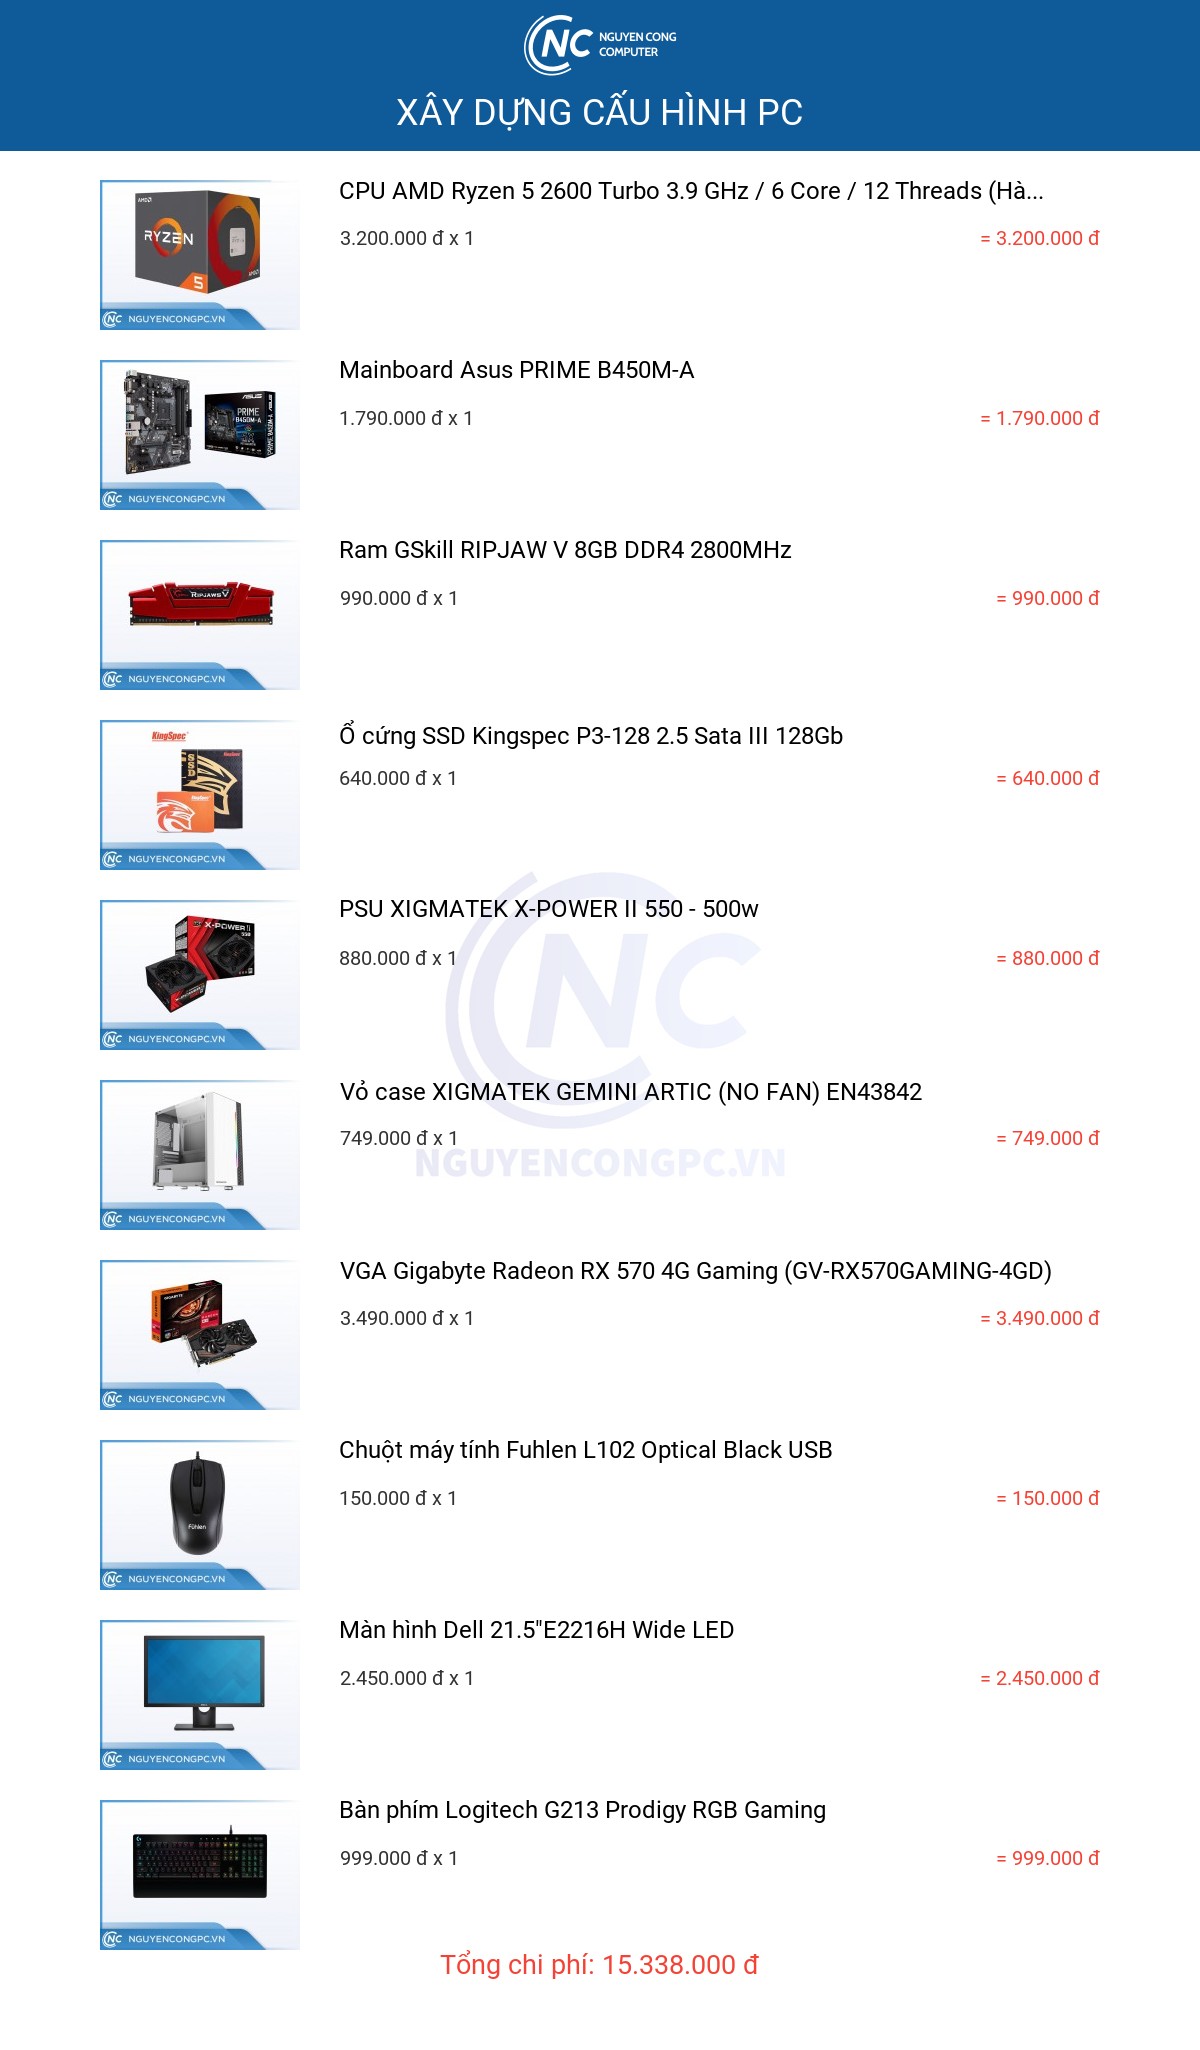 NC NGUYEN CONG
COMPUTER
XÂY DỰNG CẤU HÌNH PC
CPU AMD Ryzen 5 2600 Turbo 3.9 GHz / 6 Core / 12 Threads (Hà...
3.200.000 đ x 1 = 3.200.000 đ
AMD
RYZEN
5
NC NGUYENCONGPC.VN
Mainboard Asus PRIME B450M-A
1.790.000 đ x 1 = 1.790.000 đ
ASUS
PRIME
B450M-A
NC NGUYENCONGPC.VN
Ram GSkill RIPJAW V 8GB DDR4 2800MHz
990.000 đ x 1 = 990.000 đ
RIPJAWS V
NC NGUYENCONGPC.VN
Ổ cứng SSD Kingspec P3-128 2.5 Sata III 128Gb
640.000 đ x 1 = 640.000 đ
KingSpec
SSD
NC NGUYENCONGPC.VN
PSU XIGMATEK X-POWER II 550 - 500w
880.000 đ x 1 = 880.000 đ
X-POWER II
550
NC NGUYENCONGPC.VN
NC
Vỏ case XIGMATEK GEMINI ARTIC (NO FAN) EN43842
749.000 đ x 1 = 749.000 đ
NGUYENCONGPC.VN
NC NGUYENCONGPC.VN
VGA Gigabyte Radeon RX 570 4G Gaming (GV-RX570GAMING-4GD)
3.490.000 đ x 1 = 3.490.000 đ
GIGABYTE
NC NGUYENCONGPC.VN
Chuột máy tính Fuhlen L102 Optical Black USB
150.000 đ x 1 = 150.000 đ
Fühlen
NC NGUYENCONGPC.VN
Màn hình Dell 21.5"E2216H Wide LED
2.450.000 đ x 1 = 2.450.000 đ
NC NGUYENCONGPC.VN
Bàn phím Logitech G213 Prodigy RGB Gaming
999.000 đ x 1 = 999.000 đ
NC NGUYENCONGPC.VN
Tổng chi phí: 15.338.000 đ